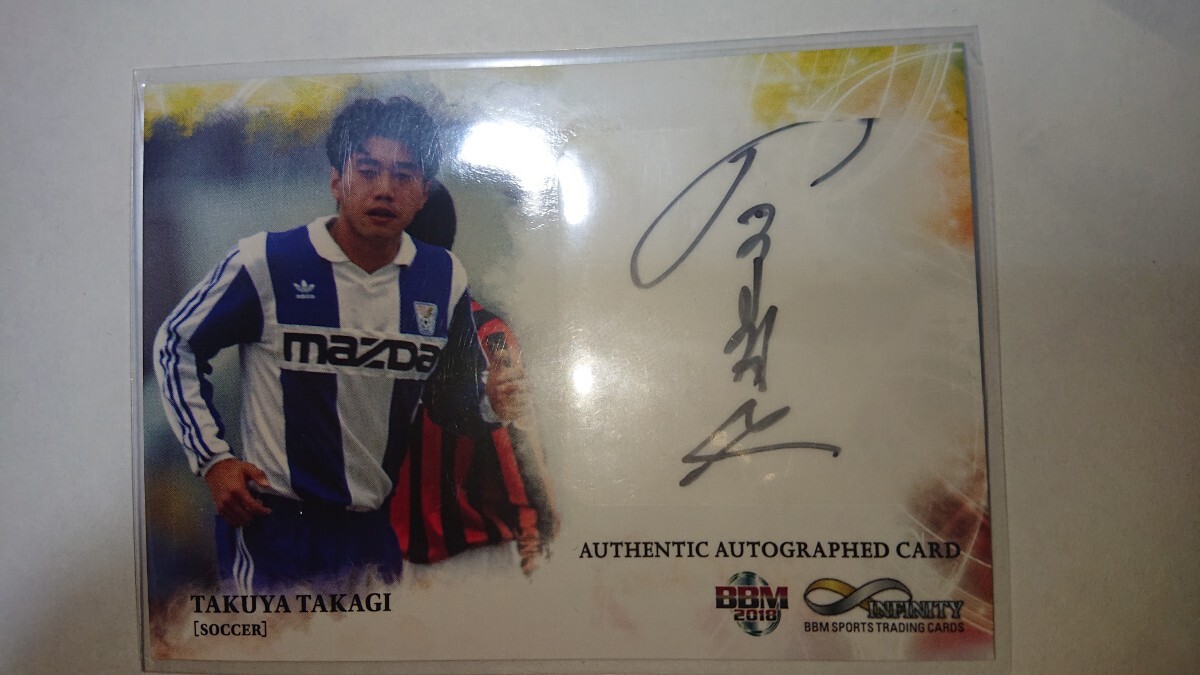 mazda
AUTHENTIC AUTOGRAPHED CARD
TAKUYA TAKAGI
[SOCCER]
BBM
2018
INFINITY
BBM SPORTS TRADING CARDS